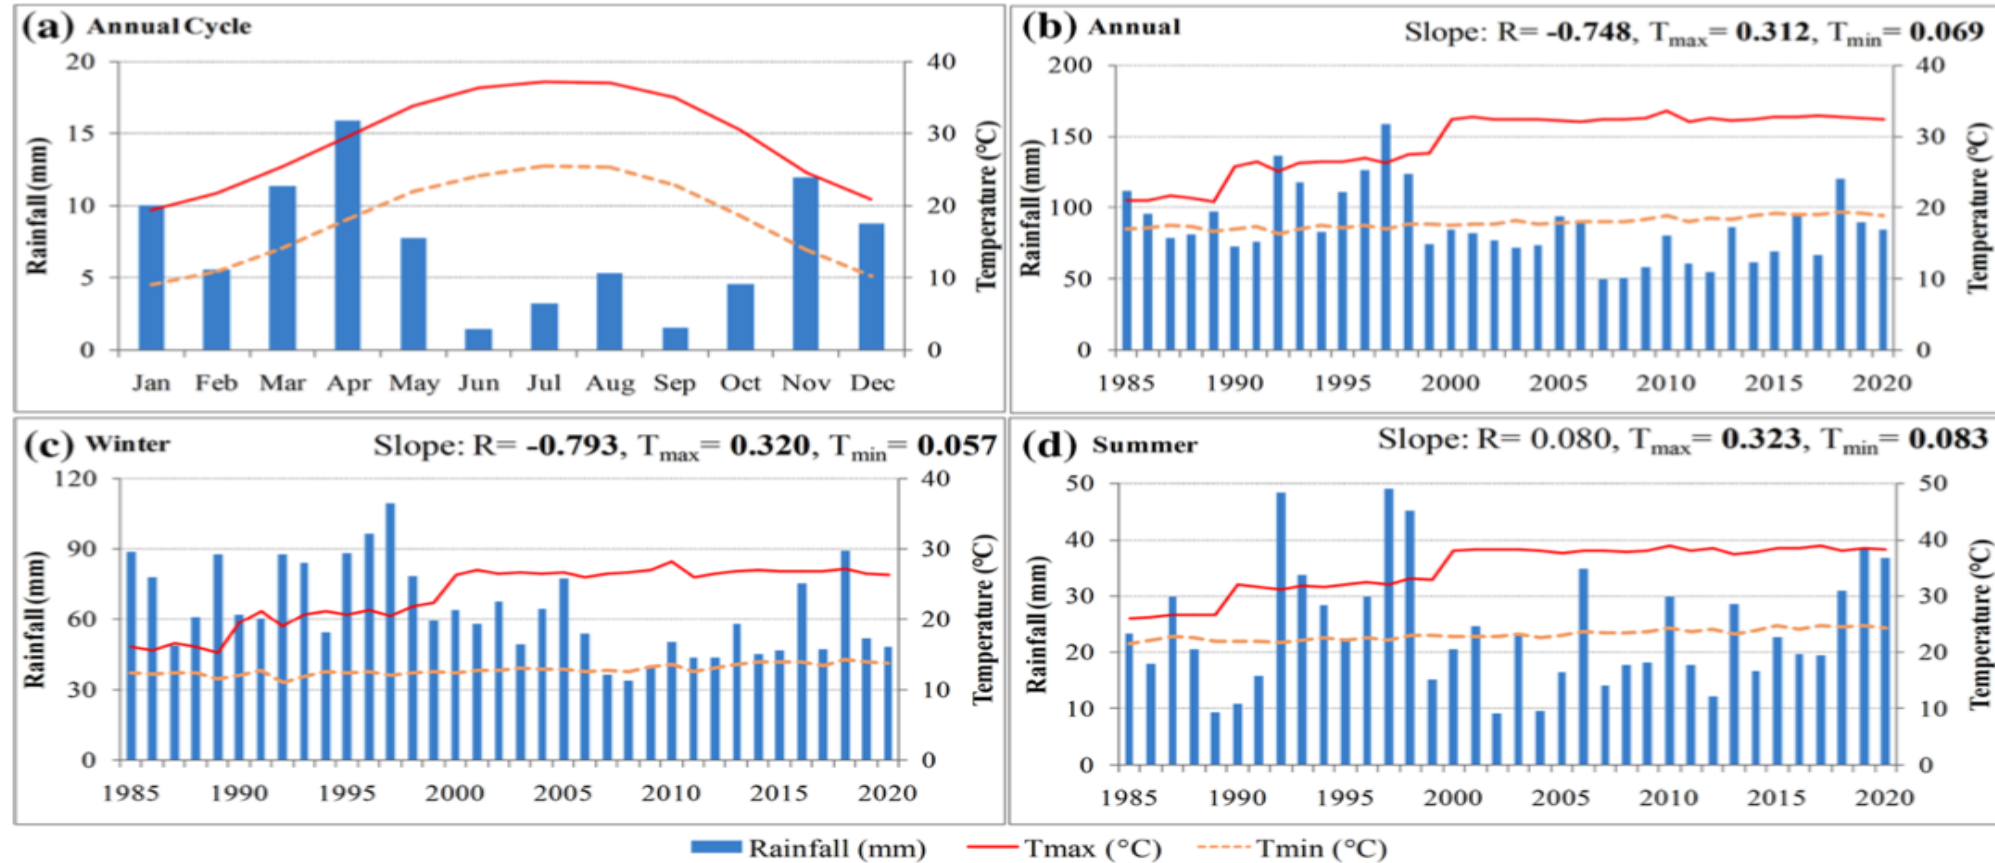 (a) Annual Cycle
20
15
10
5
0
Rainfall (mm)
40
30
20
10
0
Temperature (°C)
Jan Feb Mar Apr May Jun Jul Aug Sep Oct Nov Dec
(b) Annual
Slope: R= -0.748, Tmax= 0.312, Tmin= 0.069
200
150
100
50
0
Rainfall (mm)
40
30
20
10
0
Temperature (°C)
1985 1990 1995 2000 2005 2010 2015 2020
(c) Winter
Slope: R= -0.793, Tmax= 0.320, Tmin= 0.057
120
90
60
30
0
Rainfall (mm)
40
30
20
10
0
Temperature (°C)
1985 1990 1995 2000 2005 2010 2015 2020
(d) Summer
Slope: R= 0.080, Tmax= 0.323, Tmin= 0.083
50
40
30
20
10
0
Rainfall (mm)
50
40
30
20
10
0
Temperature (°C)
1985 1990 1995 2000 2005 2010 2015 2020
Rainfall (mm) Tmax (°C) Tmin (°C)